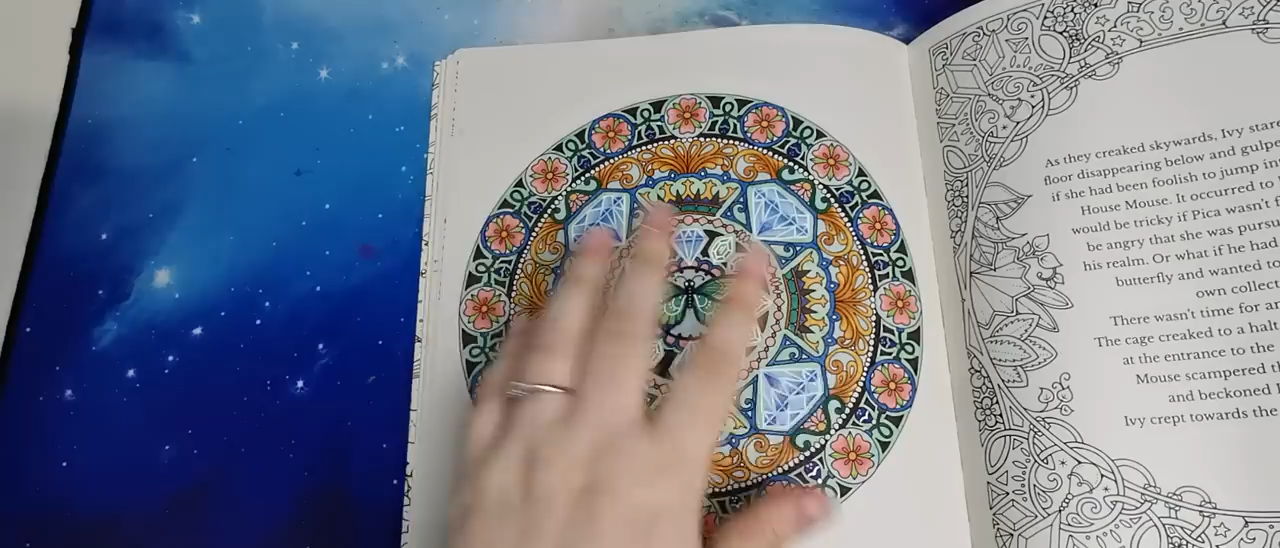 As they creaked skywards, Ivy stare
floor disappearing below and gulpe
if she had been foolish to jump in
House Mouse. It occurred to
would be tricky if Pica wasn't f
be angry that she was pursu
his realm. Or what if he had
butterfly and wanted to
own collect
There wasn't time for an
The cage creaked to a halt
at the entrance to the
Mouse scampered th
and beckoned
Ivy crept towards the